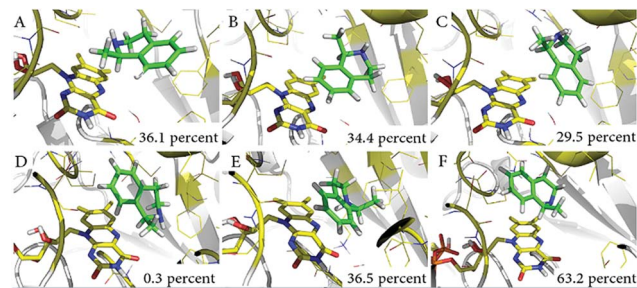 A
36.1 percent
B
34.4 percent
C
29.5 percent
D
0.3 percent
E
36.5 percent
F
63.2 percent